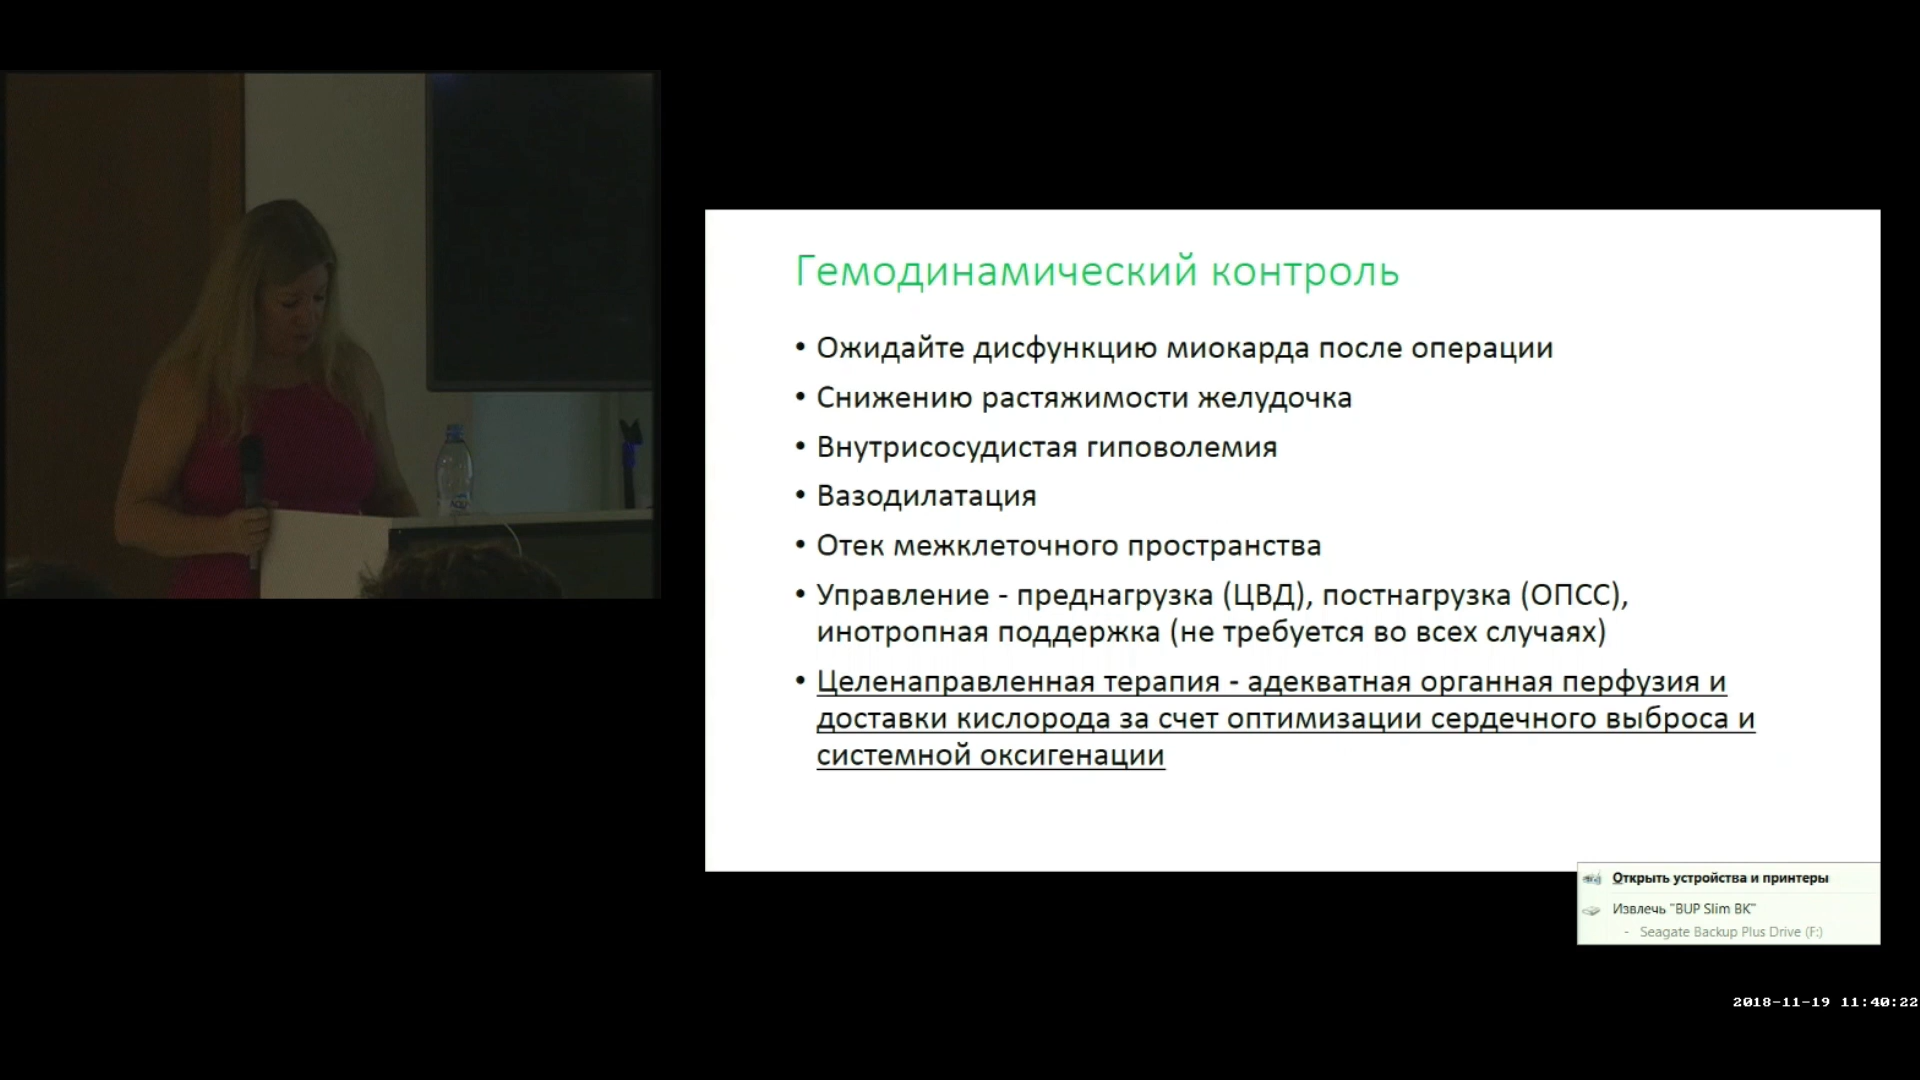 Гемодинамический контроль
• Ожидайте дисфункцию миокарда после операции
• Снижению растяжимости желудочка
• Внутрисосудистая гиповолемия
• Вазодилатация
• Отек межклеточного пространства
• Управление - преднагрузка (ЦВД), постнагрузка (ОПСС),
инотропная поддержка (не требуется во всех случаях)
• Целенаправленная терапия - адекватная органная перфузия и
доставки кислорода за счет оптимизации сердечного выброса и
системной оксигенации
Открыть устройства и принтеры
Извлечь "BUP Slim BK"
- Seagate Backup Plus Drive (F:)
2018-11-19 11:40:22